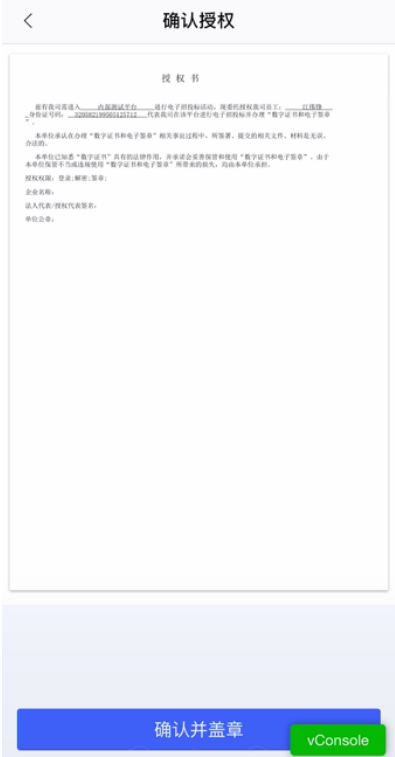 确认授权
授权书
兹有我司需进入 内部测试平台 进行电子招投标活动，现委托授权我司员工：
身份证号码： 代表我司在该平台进行电子招投标并办理“数字证书和电子签章
”。
本单位承认在办理“数字证书和电子签章”相关事宜过程中，所签署、提交的相关文件、材料是无误、
合法的。
本单位已知悉“数字证书”具有的法律作用，并承诺会妥善保管和使用“数字证书和电子签章”，由于
本单位保管不当或违规使用“数字证书和电子签章”所带来的损失，均由本单位承担。
授权权限：登录;解密;签章;
企业名称：
法人代表/授权代表签名：
单位公章：
确认并盖章
vConsole